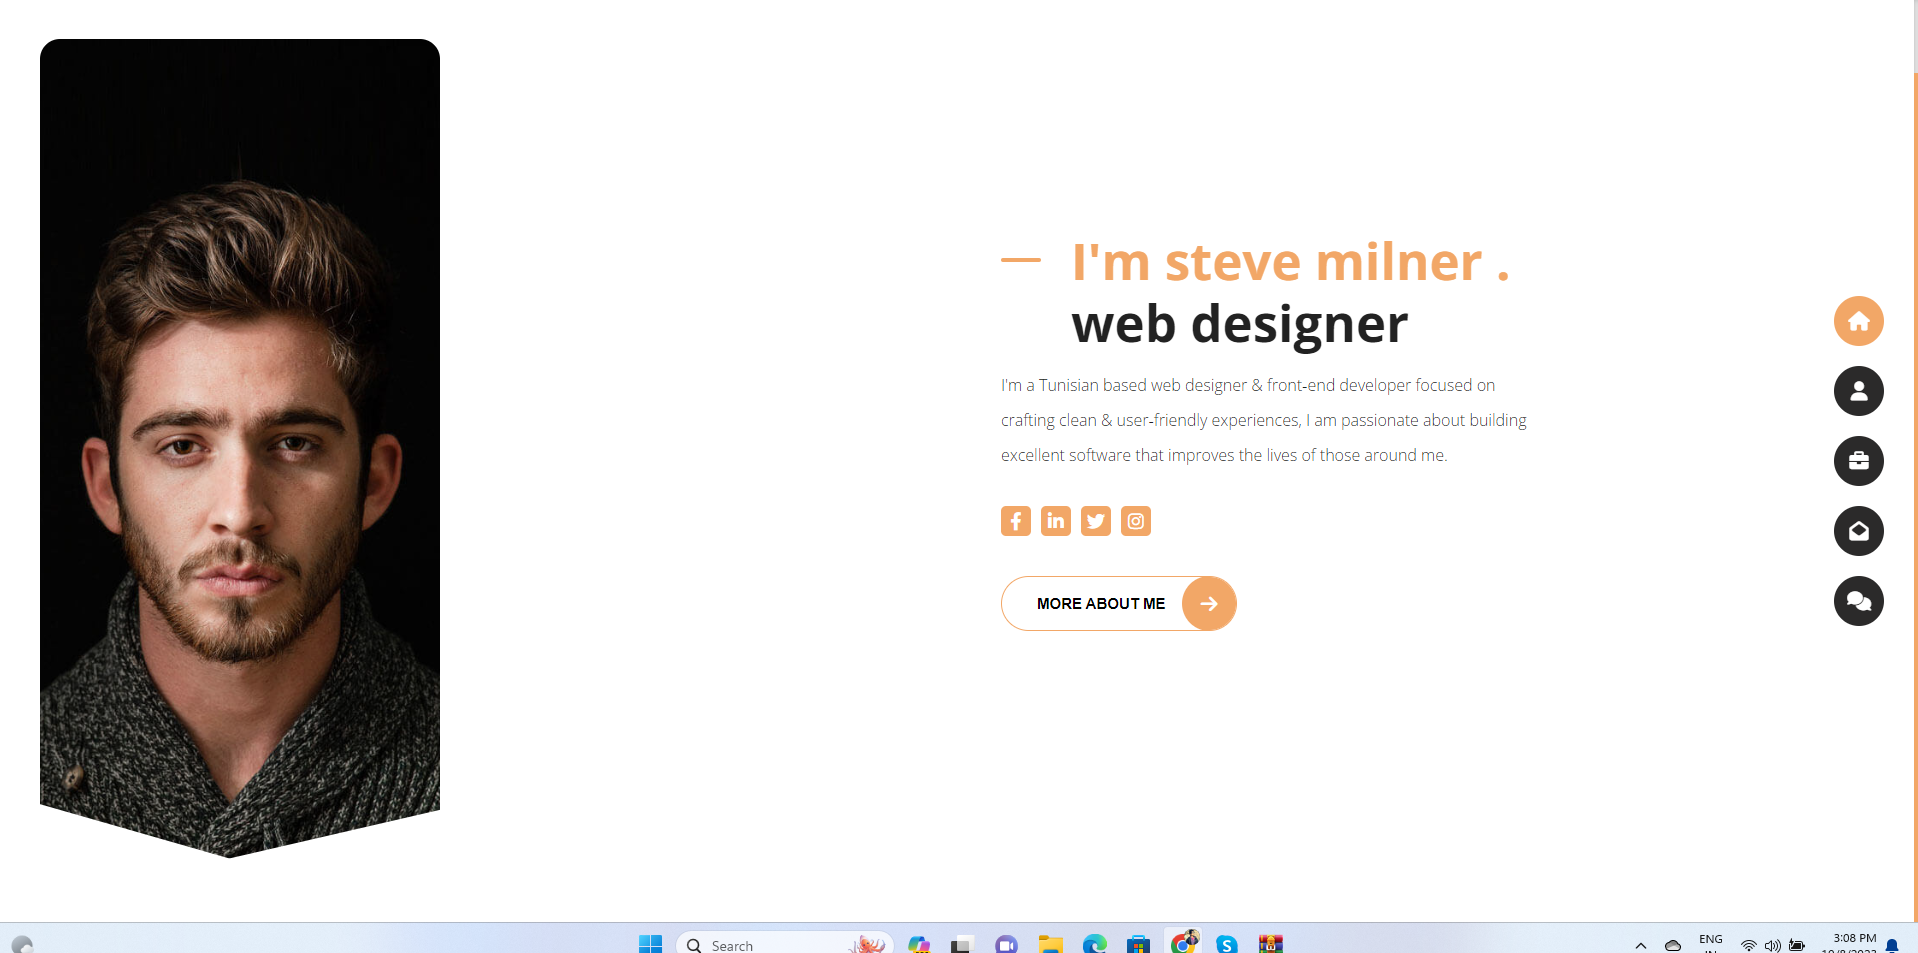 I'm steve milner .
web designer
I'm a Tunisian based web designer & front-end developer focused on
crafting clean & user-friendly experiences, I am passionate about building
excellent software that improves the lives of those around me.
MORE ABOUT ME
Search
ENG
3:08 PM